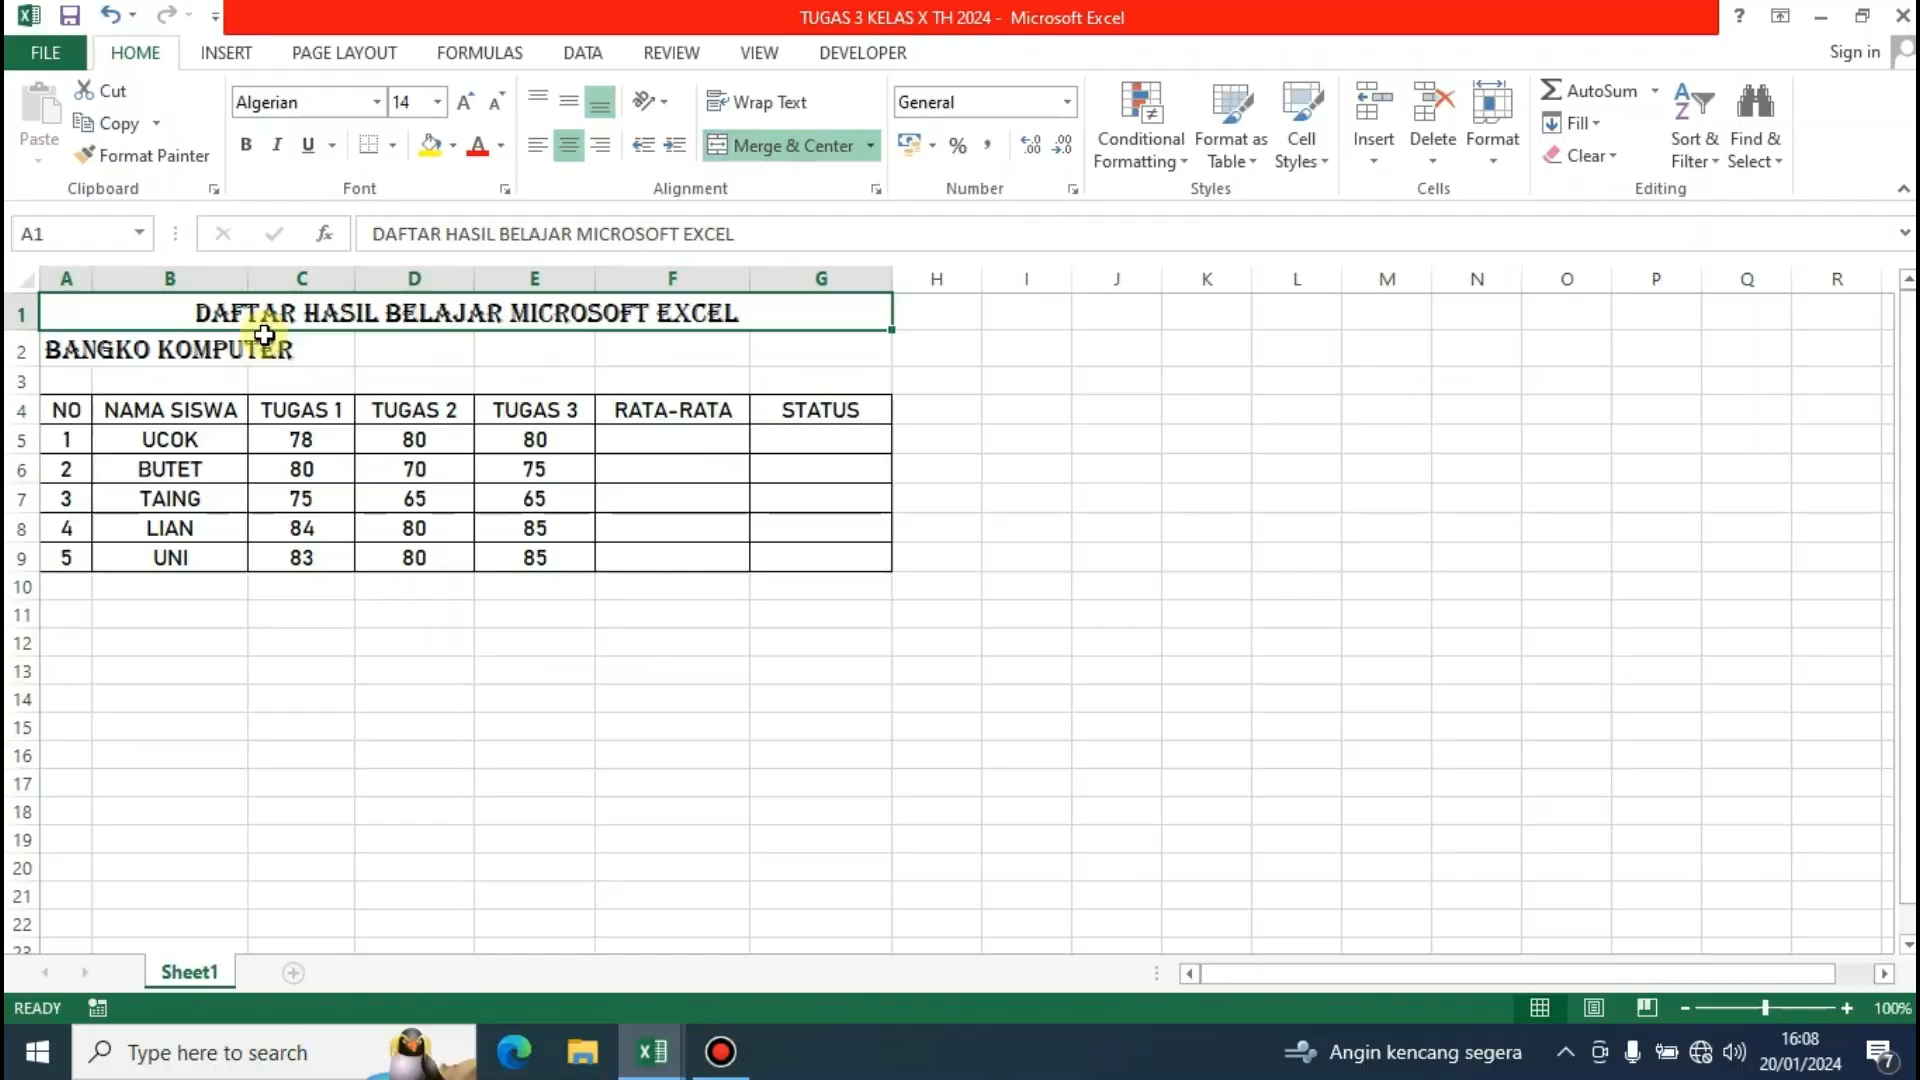 TUGAS 3 KELAS X TH 2024 - Microsoft Excel
FILE HOME INSERT PAGE LAYOUT FORMULAS DATA REVIEW VIEW DEVELOPER Sign in
Cut
Copy
Format Painter
Paste
Clipboard
Algerian 14
B I U
Font
Wrap Text
Merge & Center
Alignment
General
%
Number
Conditional Formatting
Format as Table
Cell Styles
Styles
Insert Delete Format
Cells
AutoSum
Fill
Clear
Sort & Filter
Find & Select
Editing
A1 fx DAFTAR HASIL BELAJAR MICROSOFT EXCEL
A B C D E F G H I J K L M N O P Q R
1 DAFTAR HASIL BELAJAR MICROSOFT EXCEL
2 BANGKO KOMPUTER
3
4 NO NAMA SISWA TUGAS 1 TUGAS 2 TUGAS 3 RATA-RATA STATUS
5 1 UCOK 78 80 80
6 2 BUTET 80 70 75
7 3 TAING 75 65 65
8 4 LIAN 84 80 85
9 5 UNI 83 80 85
10
11
12
13
14
15
16
17
18
19
20
21
22
23
Sheet1
READY 100%
Type here to search Angin kencang segera 16:08
20/01/2024 7